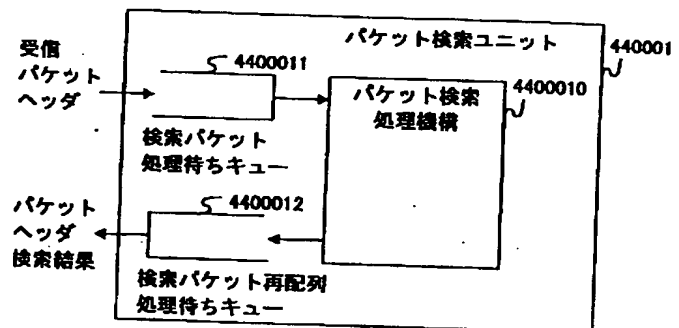 パケット検索ユニット
440001
受信
パケット
ヘッダ
4400011
検索パケット
処理待ちキュー
パケット検索
処理機構
4400010
パケット
ヘッダ
検索結果
4400012
検索パケット再配列
処理待ちキュー